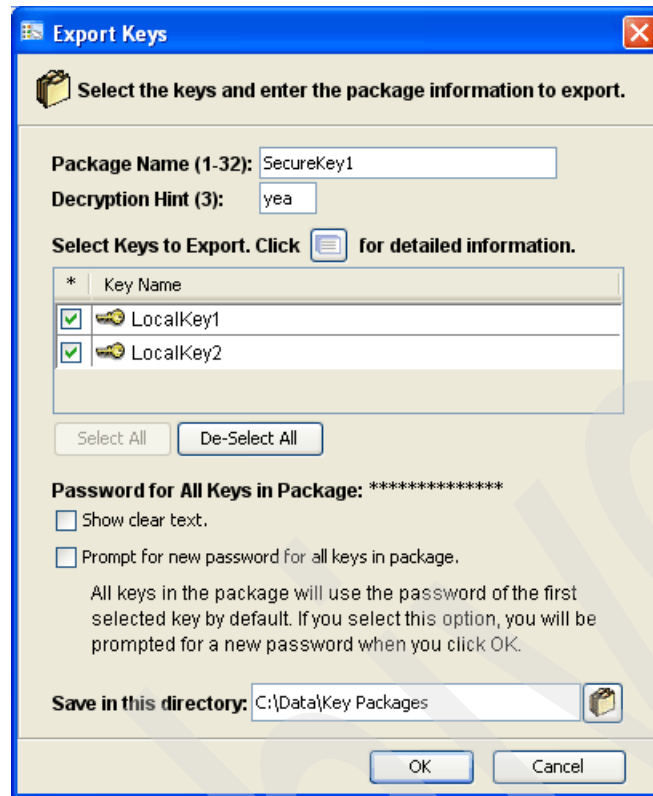 Export Keys
Select the keys and enter the package information to export.
Package Name (1-32): SecureKey1
Decryption Hint (3): yea
Select Keys to Export. Click for detailed information.
* Key Name
LocalKey1
LocalKey2
Select All De-Select All
Password for All Keys in Package: **************
Show clear text.
Prompt for new password for all keys in package.
All keys in the package will use the password of the first
selected key by default. If you select this option, you will be
prompted for a new password when you click OK.
Save in this directory: C:\Data\Key Packages
OK Cancel